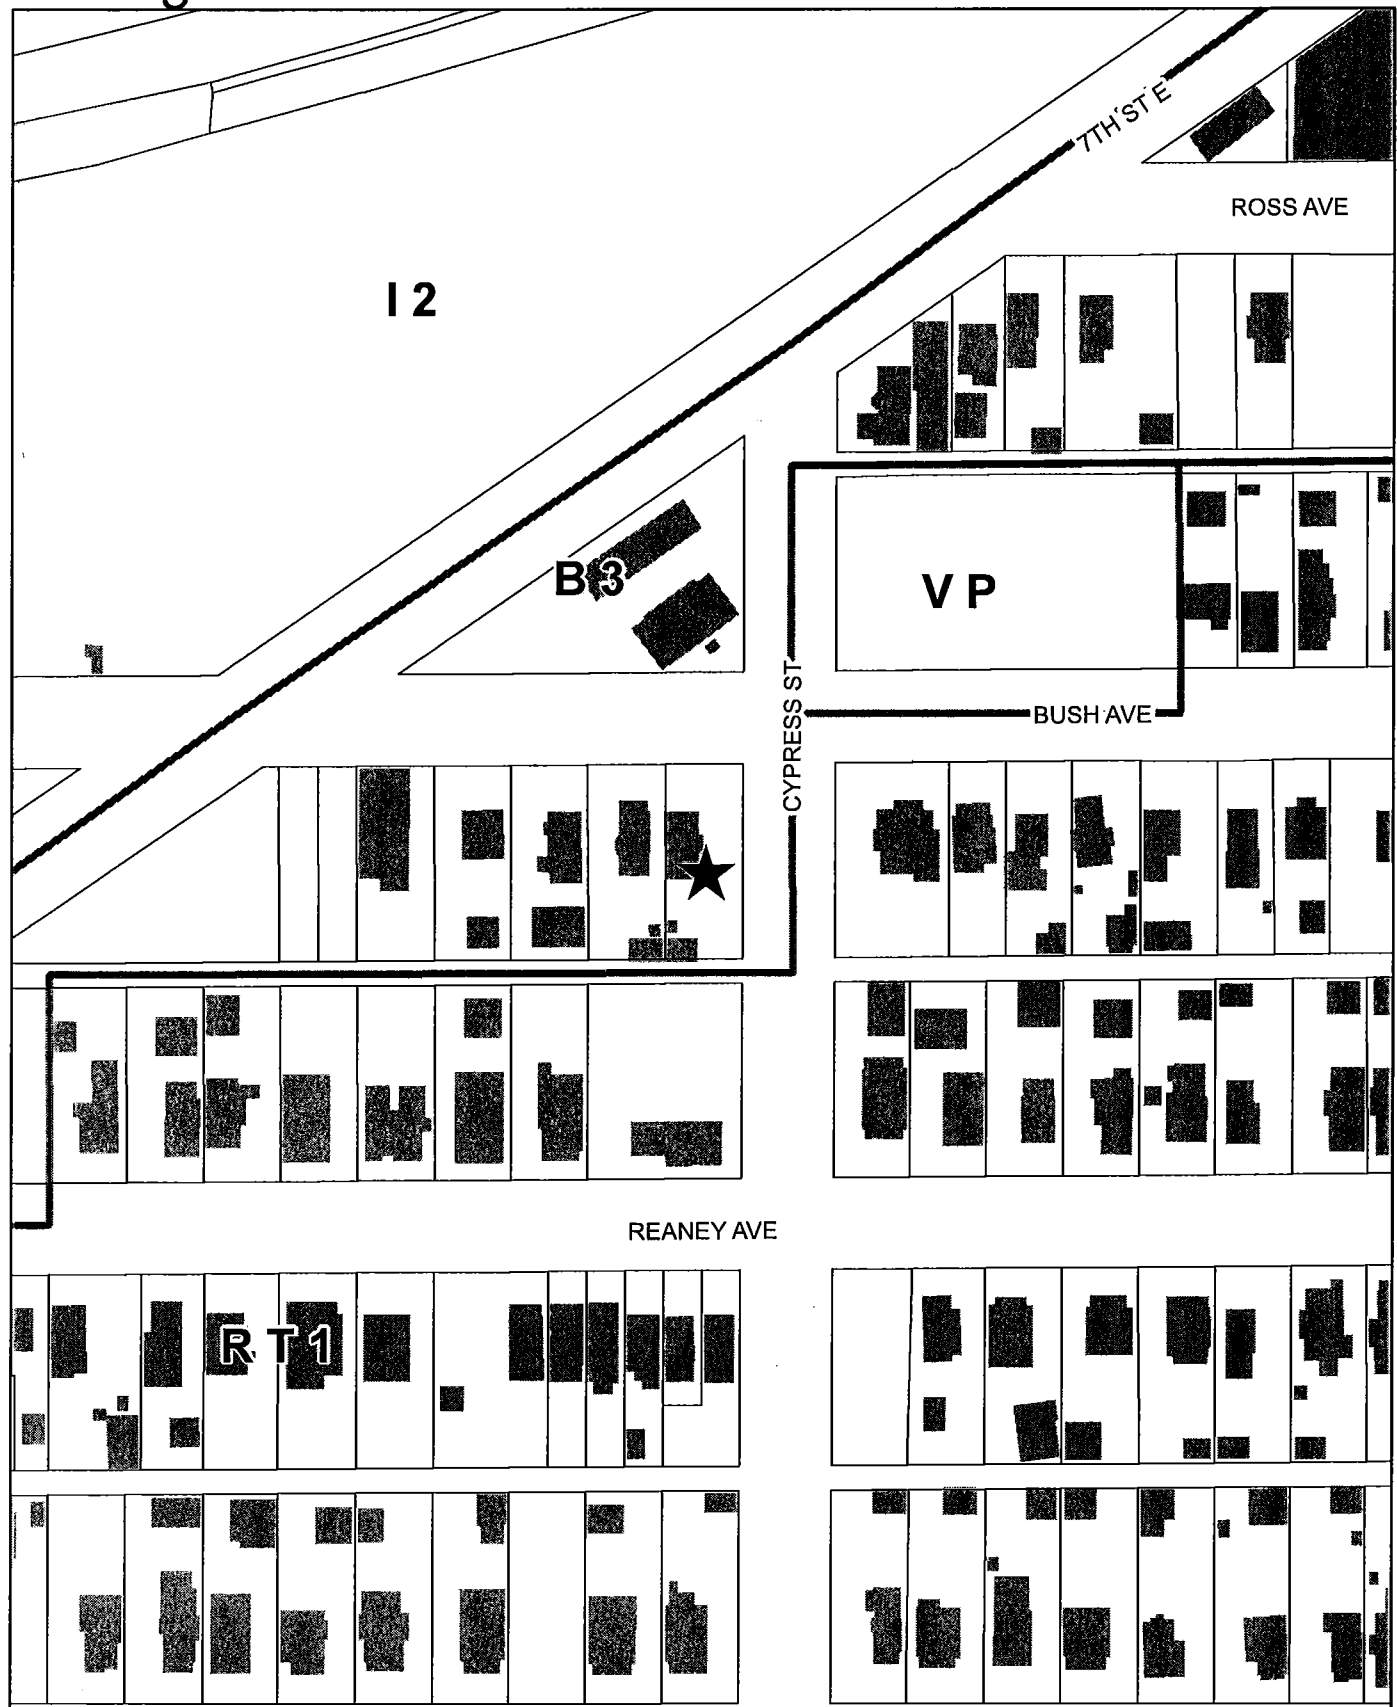 7TH ST E
ROSS AVE
I 2
B 3
V P
CYPRESS ST
BUSH AVE
REANEY AVE
R T 1